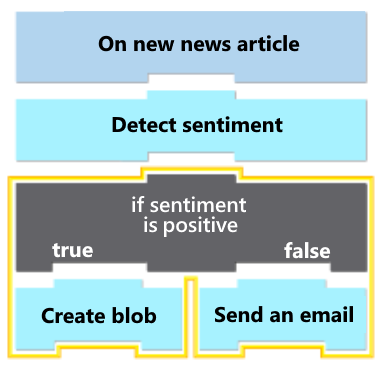 On new news article
Detect sentiment
if sentiment
is positive
true
false
Create blob
Send an email